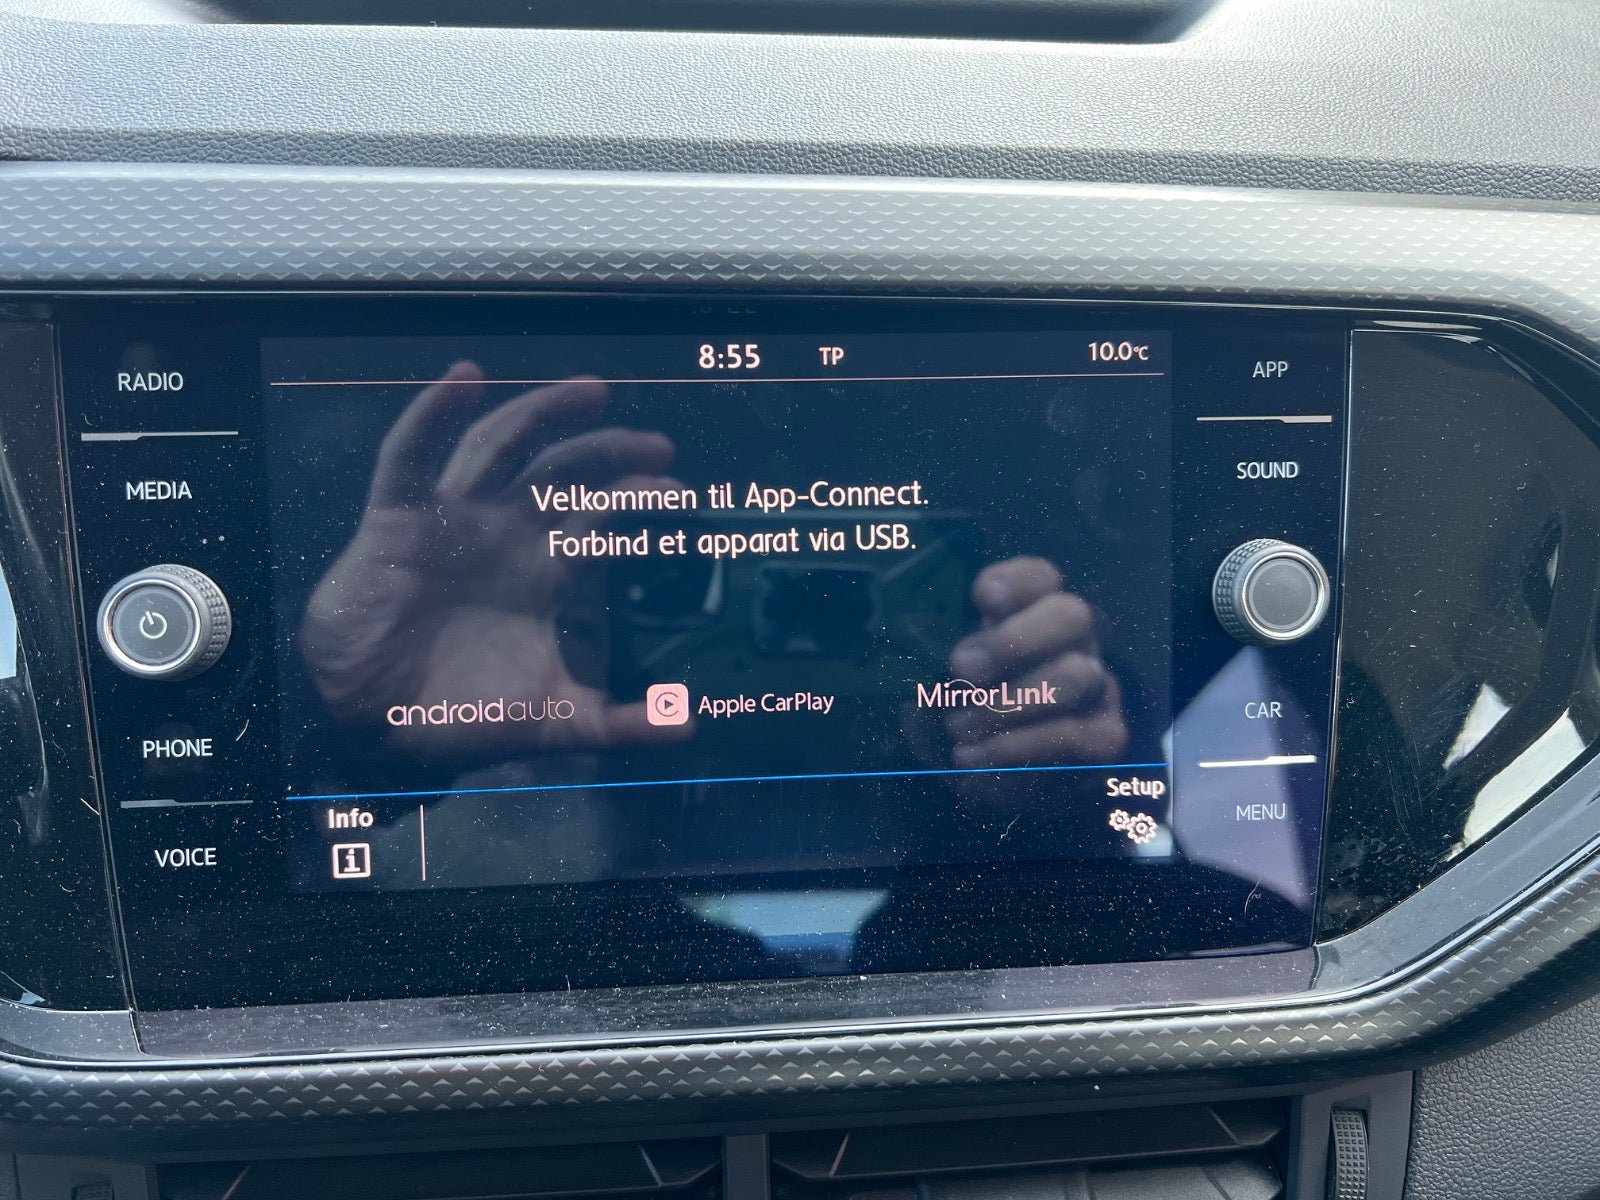 8:55 TP 10.0°C
RADIO
MEDIA
PHONE
VOICE
Velkommen til App-Connect.
Forbind et apparat via USB.
androidauto
Apple CarPlay
MirrorLink
Info
Setup
APP
SOUND
CAR
MENU